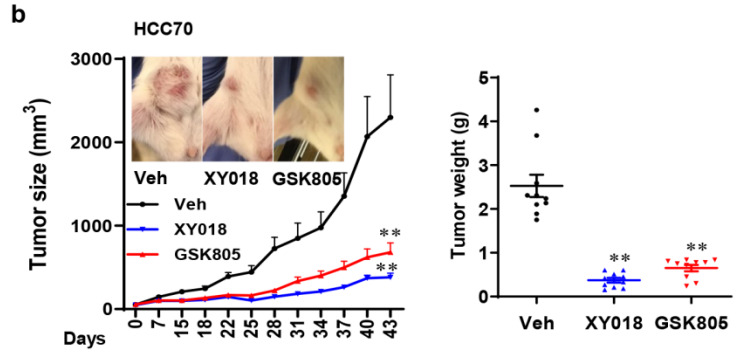 b
HCC70
Tumor size (mm³)
3000
2000
1000
0
Veh XY018 GSK805
Veh
XY018
GSK805
**
**
Days
0 7 15 18 22 25 28 31 34 37 40 43
Tumor weight (g)
5
4
3
2
1
0
** **
Veh XY018 GSK805